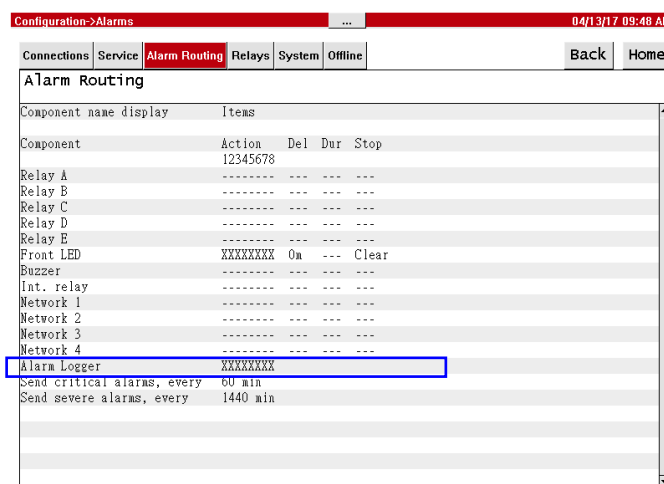 Configuration->Alarms ... 04/13/17 09:48 A
Connections Service Alarm Routing Relays System Offline Back Home
Alarm Routing
Component name display Items
Component Action Del Dur Stop
12345678
Relay A -------- --- --- ---
Relay B -------- --- --- ---
Relay C -------- --- --- ---
Relay D -------- --- --- ---
Relay E -------- --- --- ---
Front LED XXXXXXXX 0m --- Clear
Buzzer -------- --- --- ---
Int. relay -------- --- --- ---
Network 1 -------- --- --- ---
Network 2 -------- --- --- ---
Network 3 -------- --- --- ---
Network 4 -------- --- --- ---
Alarm Logger XXXXXXXX
Send critical alarms, every 60 min
Send severe alarms, every 1440 min